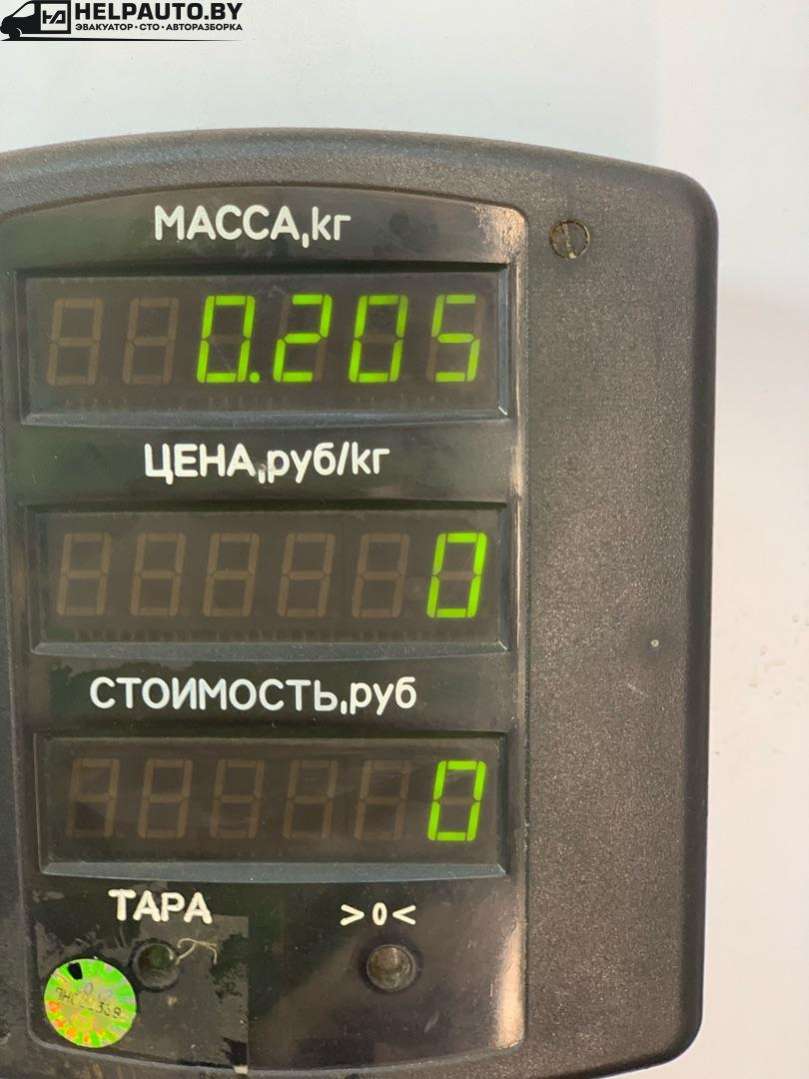 HELPAUTO.BY
ЭВАКУАТОР · СТО · АВТОРАЗБОРКА
МАССА,кг
0.205
ЦЕНА,руб/кг
0
СТОИМОСТЬ,руб
0
ТАРА >0<